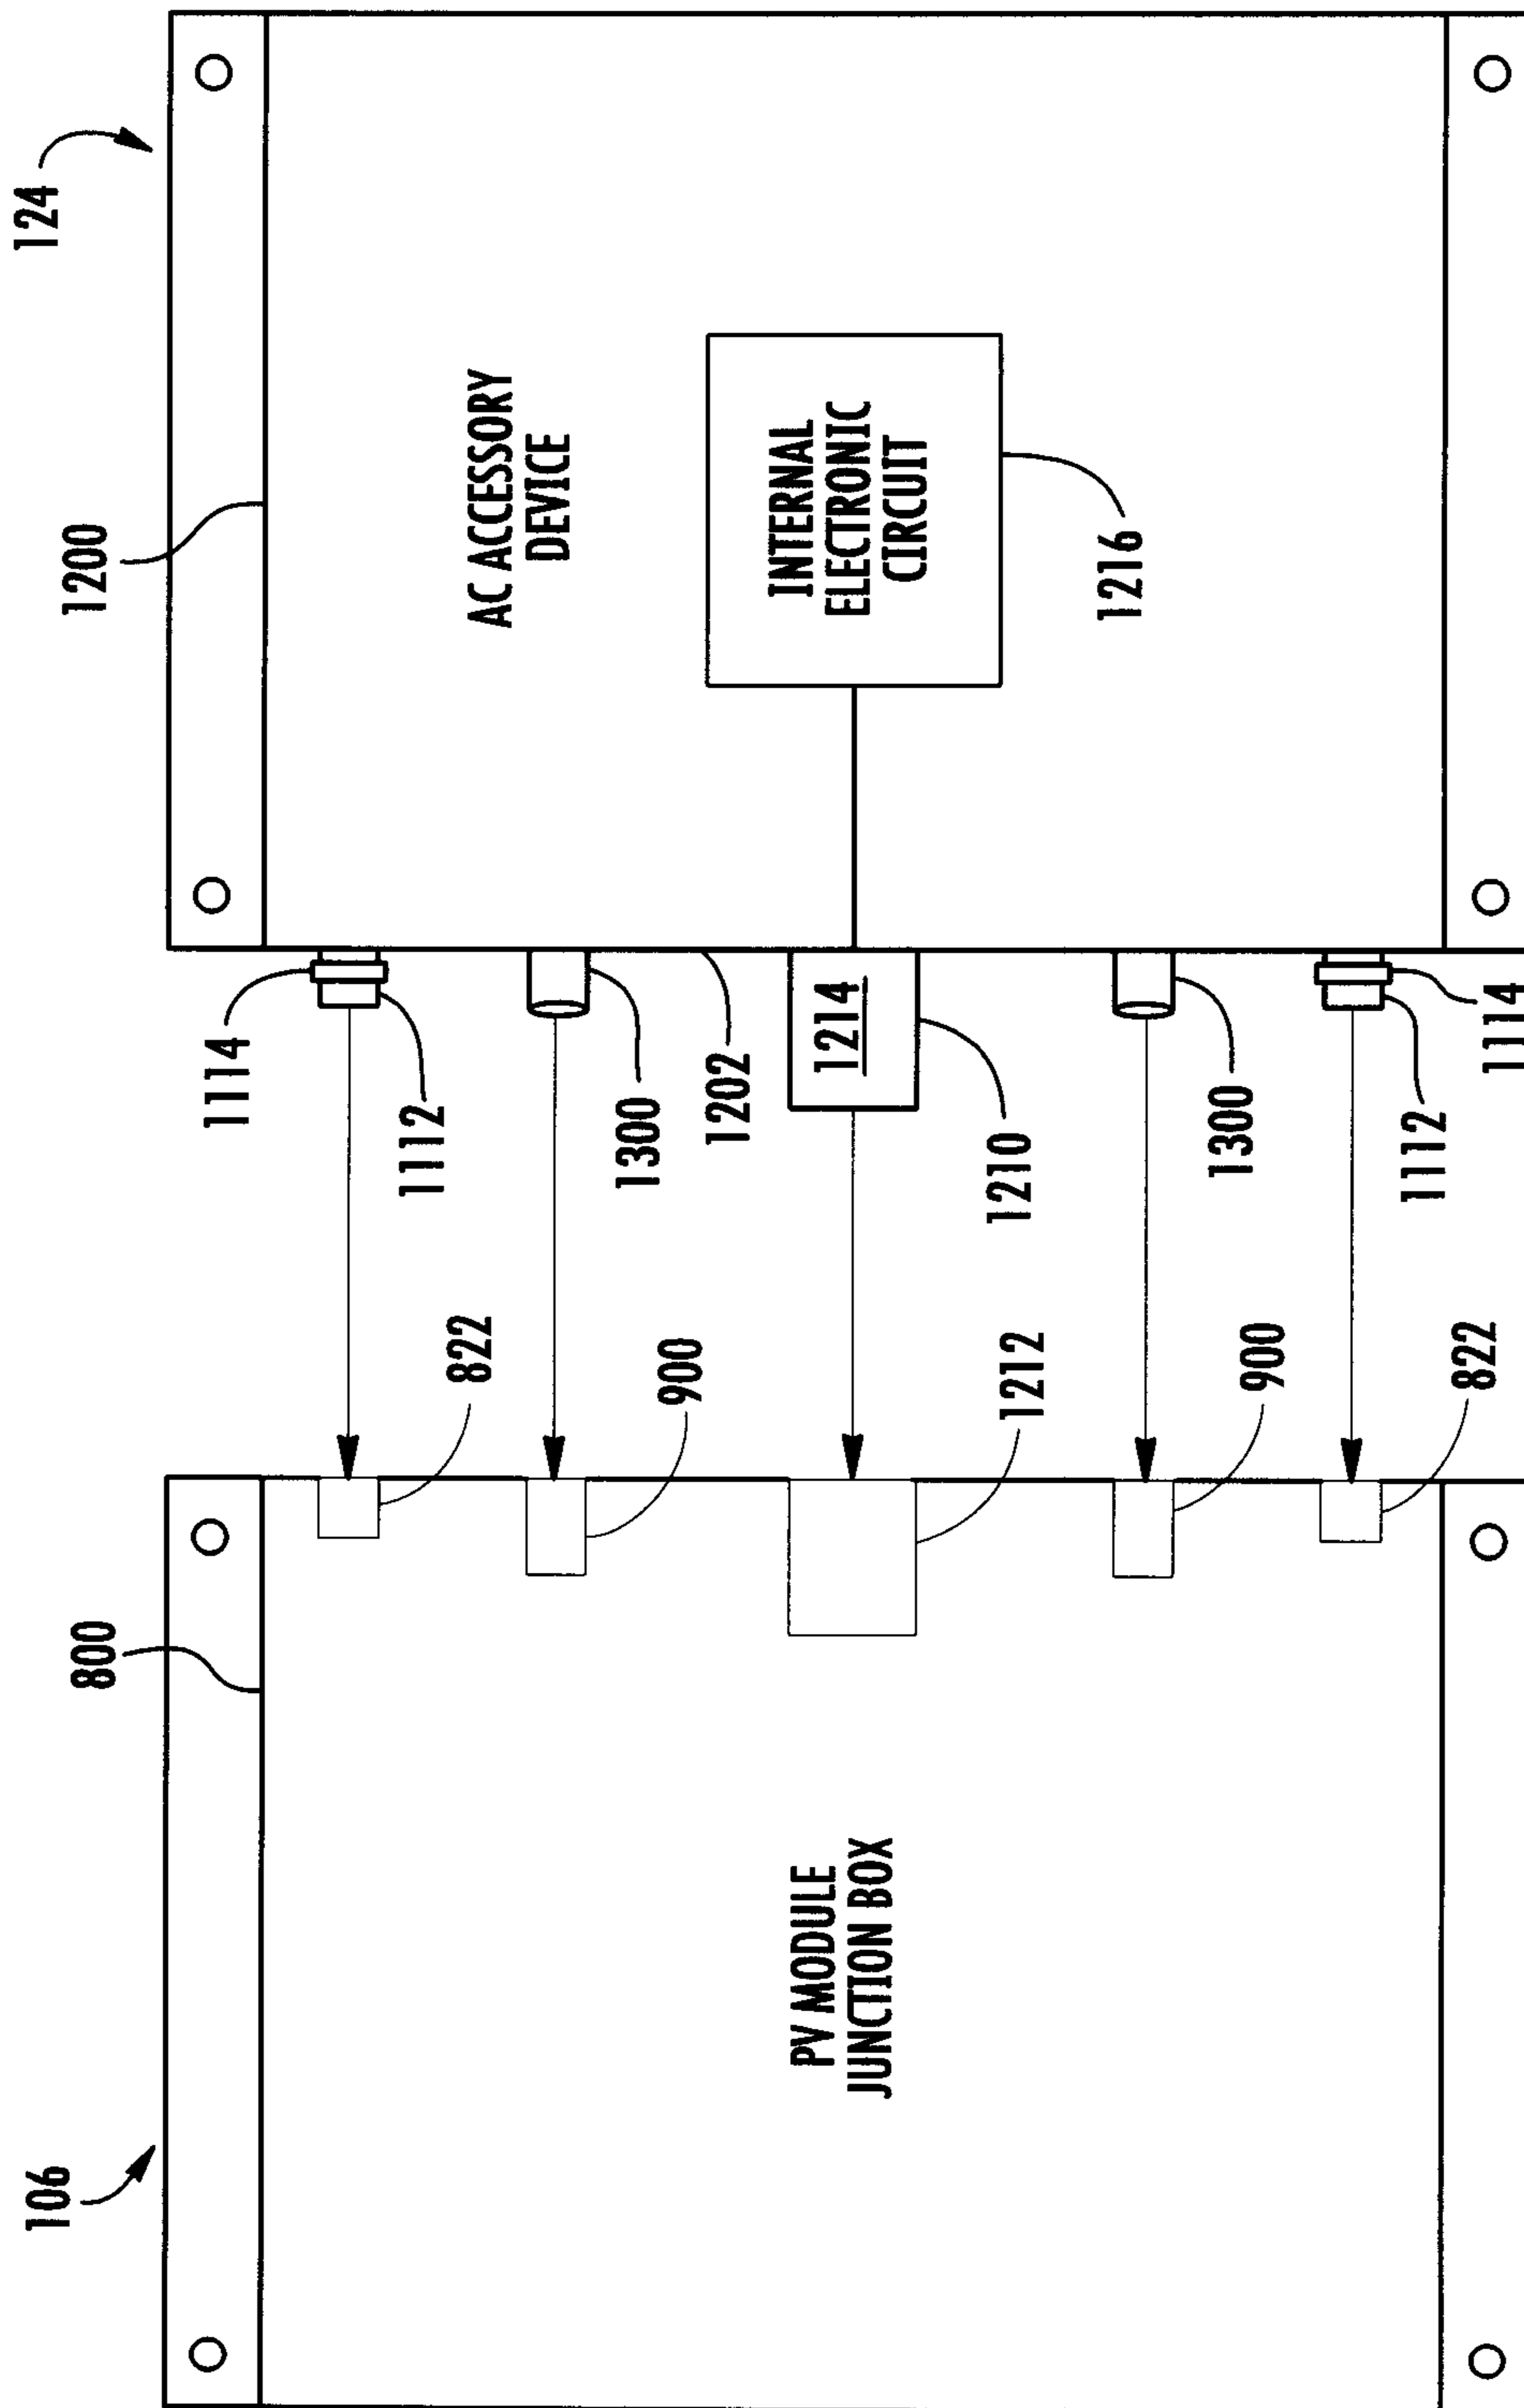 124
1200
AC ACCESSORY
DEVICE
INTERNAL
ELECTRONIC
CIRCUIT
1216
1114
1112
1300
1202
1214
1210
1300
1112
1114
822
900
1212
900
822
106
800
PV MODULE
JUNCTION BOX